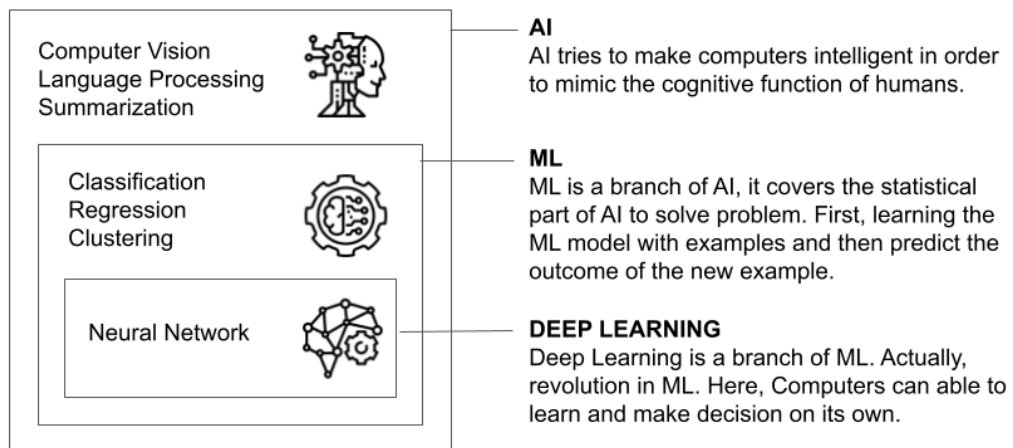 Computer Vision
Language Processing
Summarization
AI
AI tries to make computers intelligent in order
to mimic the cognitive function of humans.
Classification
Regression
Clustering
ML
ML is a branch of AI, it covers the statistical
part of AI to solve problem. First, learning the
ML model with examples and then predict the
outcome of the new example.
Neural Network
DEEP LEARNING
Deep Learning is a branch of ML. Actually,
revolution in ML. Here, Computers can able to
learn and make decision on its own.